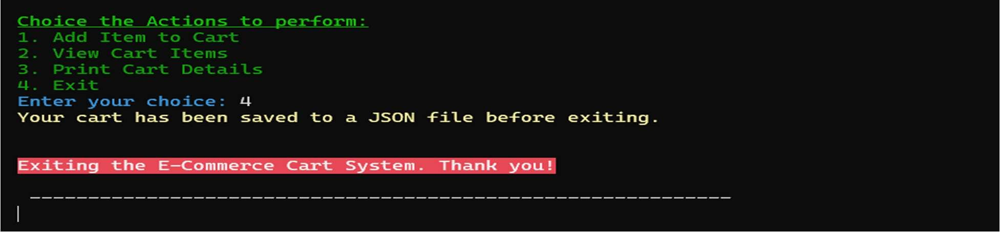 Choice the Actions to perform:
1. Add Item to Cart
2. View Cart Items
3. Print Cart Details
4. Exit
Enter your choice: 4
Your cart has been saved to a JSON file before exiting.
Exiting the E-Commerce Cart System. Thank you!
____________________________________________________________